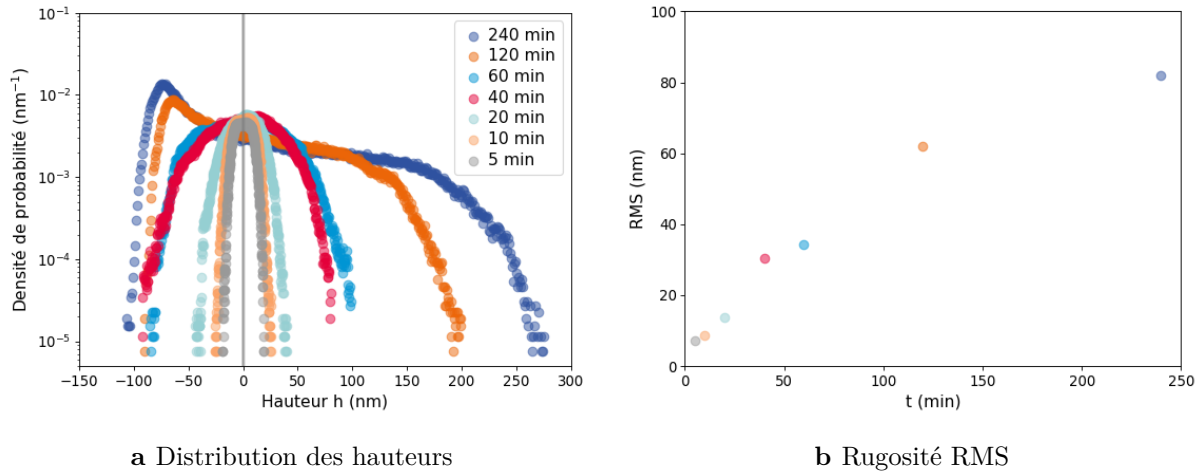 10⁻¹
10⁻²
10⁻³
10⁻⁴
10⁻⁵
Densité de probabilité (nm⁻¹)
240 min
120 min
60 min
40 min
20 min
10 min
5 min
−150 −100 −50 0 50 100 150 200 250 300
Hauteur h (nm)
a Distribution des hauteurs
100
80
60
40
20
0
RMS (nm)
0 50 100 150 200 250
t (min)
b Rugosité RMS